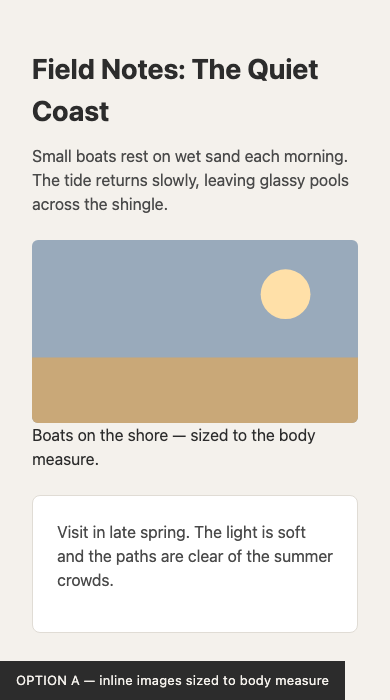 Field Notes: The Quiet
Coast
Small boats rest on wet sand each morning.
The tide returns slowly, leaving glassy pools
across the shingle.
Boats on the shore — sized to the body
measure.
Visit in late spring. The light is soft
and the paths are clear of the summer
crowds.
OPTION A — inline images sized to body measure